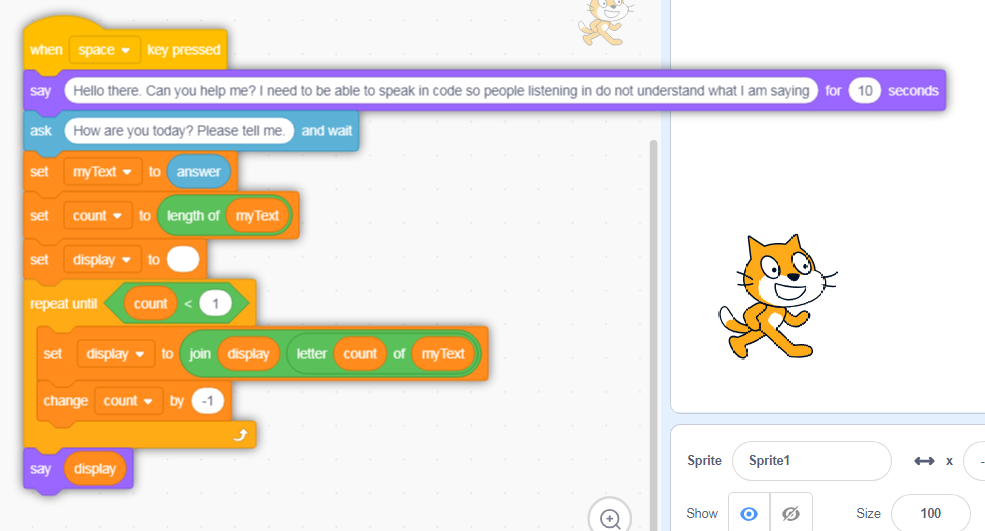 when space key pressed
say Hello there. Can you help me? I need to be able to speak in code so people listening in do not understand what I am saying for 10 seconds
ask How are you today? Please tell me. and wait
set myText to answer
set count to length of myText
set display to
repeat until count < 1
set display to join display letter count of myText
change count by -1
say display
Sprite Sprite1 x -
Show Size 100